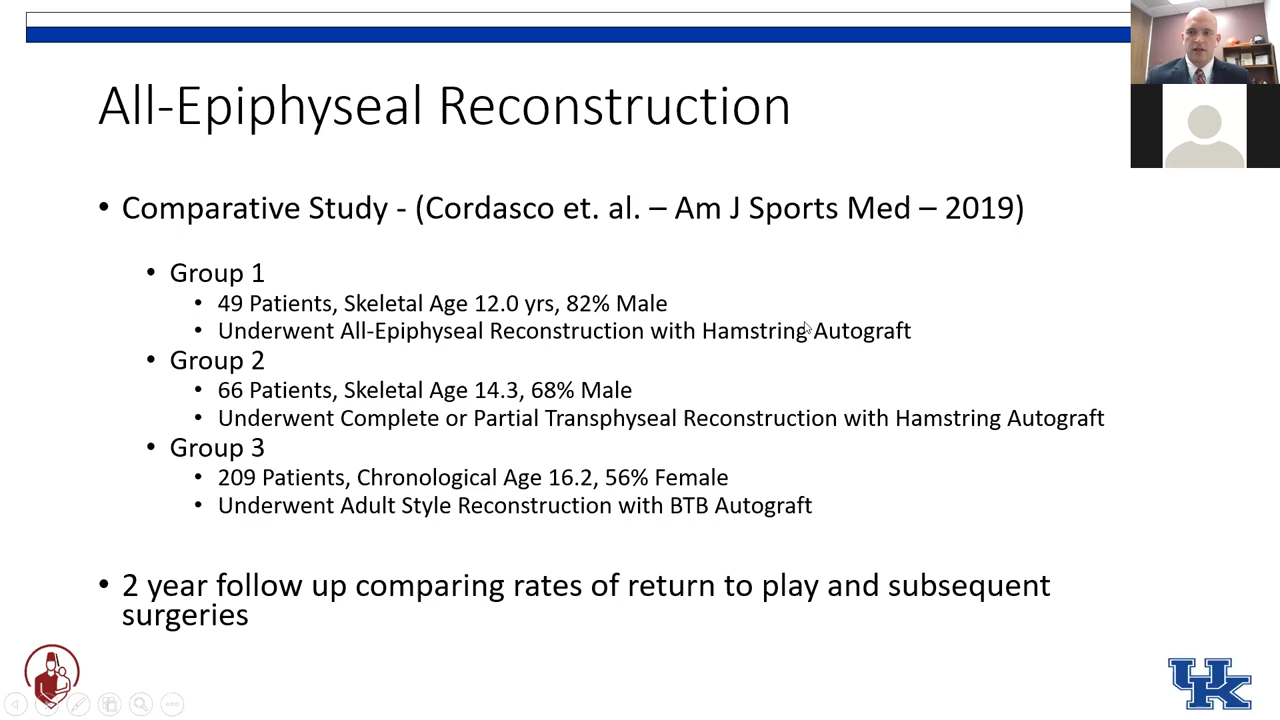 All-Epiphyseal Reconstruction
• Comparative Study - (Cordasco et. al. – Am J Sports Med – 2019)
• Group 1
• 49 Patients, Skeletal Age 12.0 yrs, 82% Male
• Underwent All-Epiphyseal Reconstruction with Hamstring Autograft
• Group 2
• 66 Patients, Skeletal Age 14.3, 68% Male
• Underwent Complete or Partial Transphyseal Reconstruction with Hamstring Autograft
• Group 3
• 209 Patients, Chronological Age 16.2, 56% Female
• Underwent Adult Style Reconstruction with BTB Autograft
• 2 year follow up comparing rates of return to play and subsequent
surgeries
UK